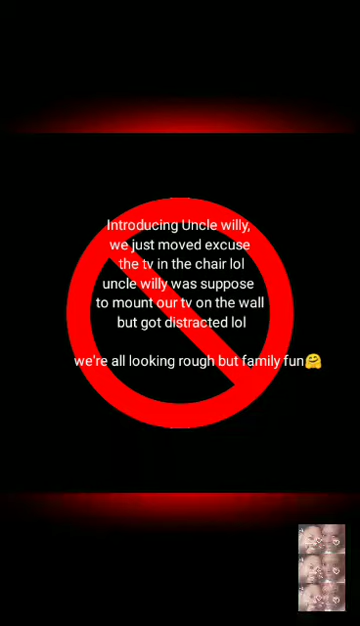 Introducing Uncle willy,
we just moved excuse
the tv in the chair lol
uncle willy was suppose
to mount our tv on the wall
but got distracted lol
we're all looking rough but family fun🤗